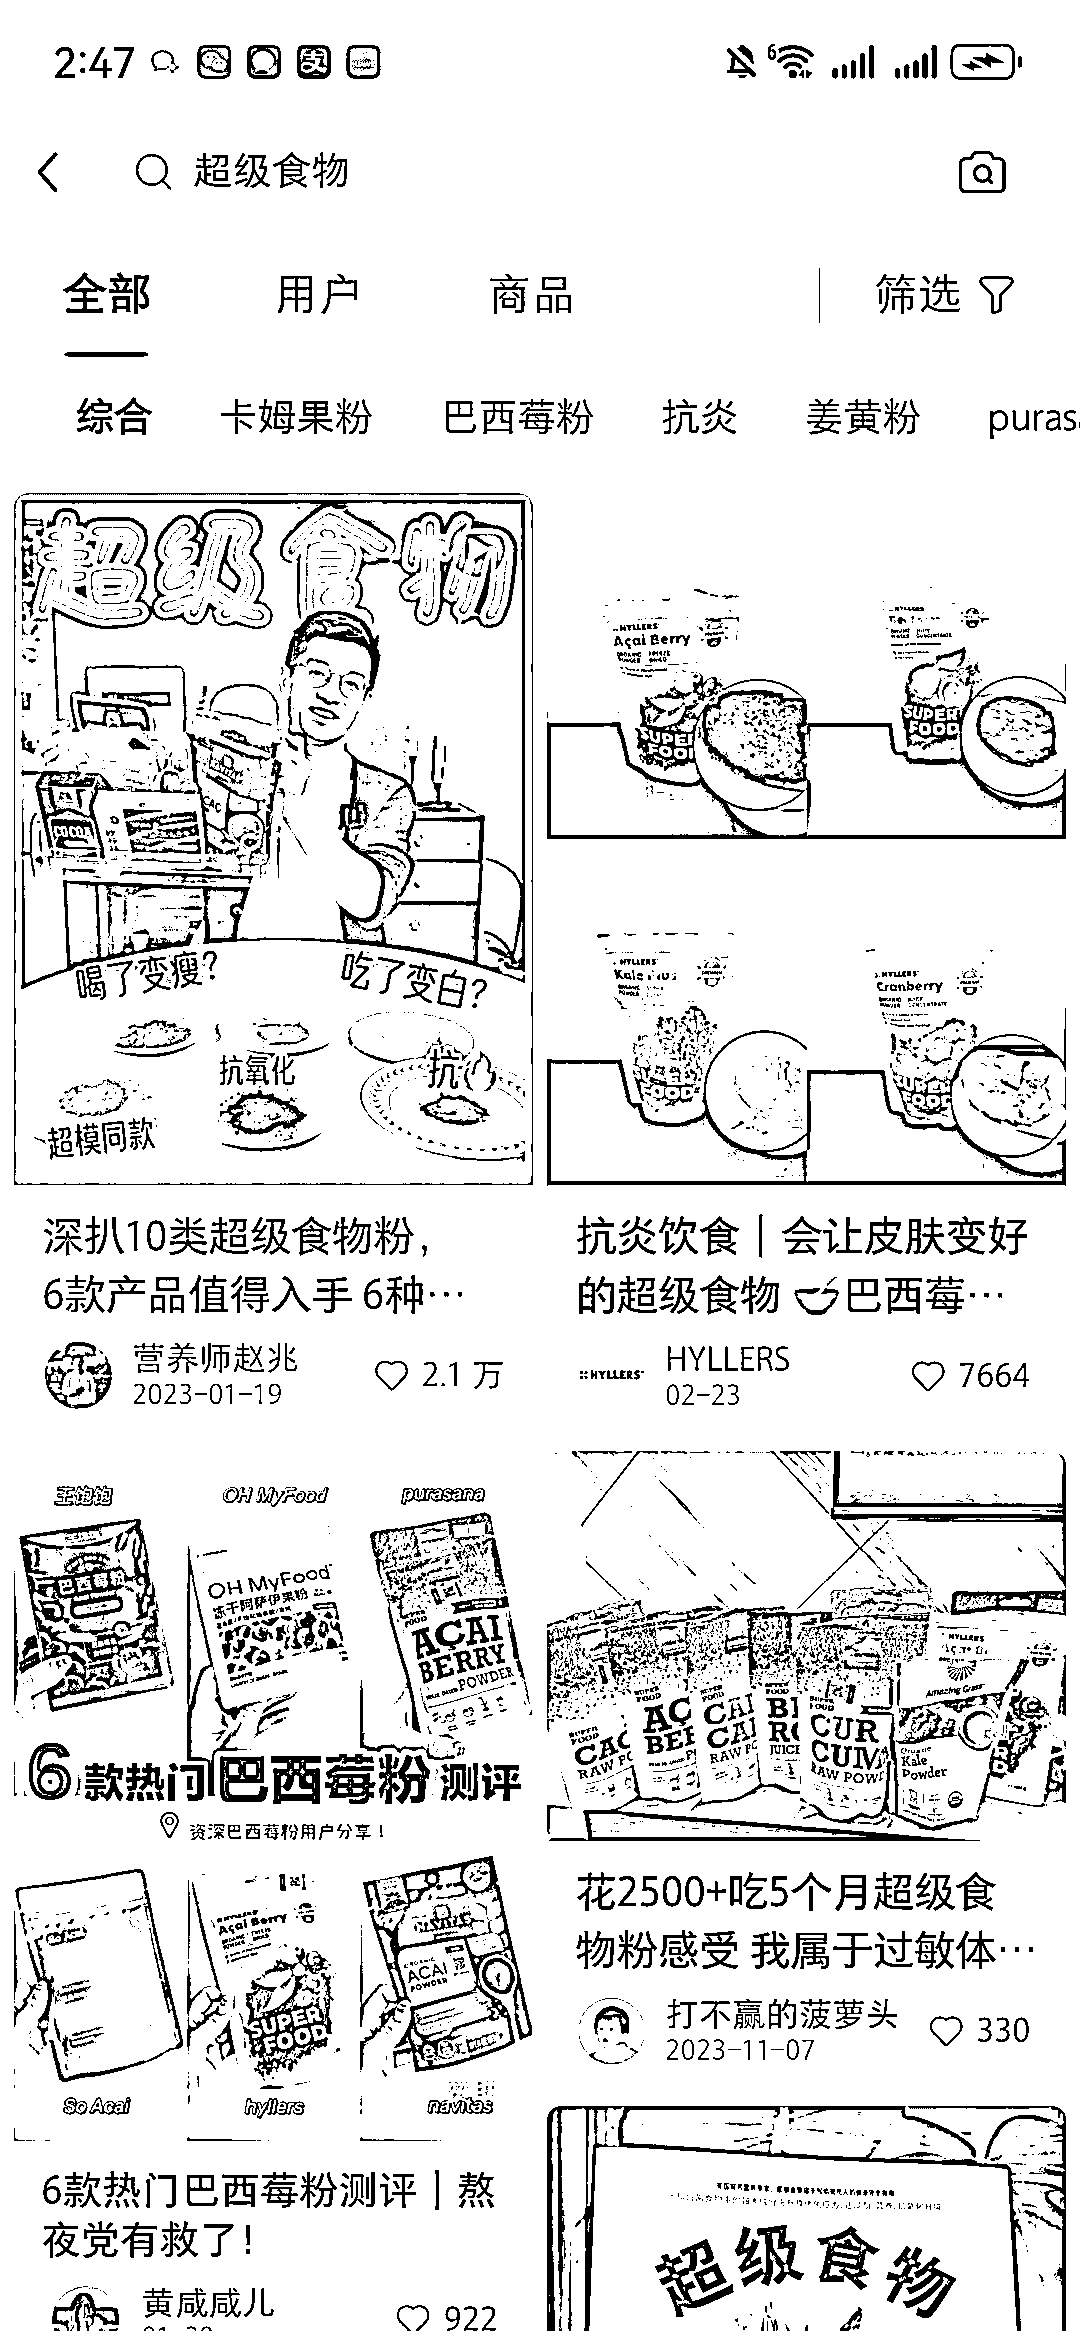 2:47
超级食物
全部 用户 商品 筛选
综合 卡姆果粉 巴西莓粉 抗炎 姜黄粉 puras
超级食物
喝了变瘦?
吃了变白?
抗氧化
抗
超模同款
深扒10类超级食物粉，
6款产品值得入手 6种…
营养师赵兆
2023-01-19
2.1 万
HYLLERS
Açai Berry
SUPER
FOOD
HYLLERS
SUPER
FOOD
HYLLERS
Kale
FOOD
HYLLERS
Cranberry
SUPER
FOOD
抗炎饮食｜会让皮肤变好
的超级食物 巴西莓…
HYLLERS
HYLLERS
02-23
7664
王饱饱
OH MyFood
purasana
巴西莓粉
OH MyFood
冻干阿萨伊果粉
ACAI
BERRY
POWDER
6款热门巴西莓粉测评
资深巴西莓粉用户分享！
Açai Berry
SUPER
FOOD
ACAI
POWDER
So Acai
hyllers
navitas
6款热门巴西莓粉测评｜熬
夜党有救了！
黄咸咸儿
922
SUPER
FOOD
CAC
RAW PO
AC
BEF
CAI
CA
RAW P
BI
RO
JUICE
CUR
CUM
RAW POW
HYLLERS
Amazing Grass
Kale
Powder
花2500+吃5个月超级食
物粉感受 我属于过敏体…
打不赢的菠萝头
2023-11-07
330
超级食物